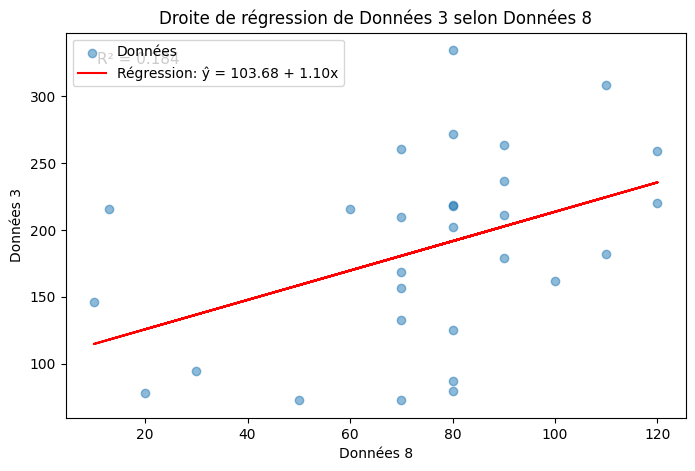 Droite de régression de Données 3 selon Données 8
Données
R² = 0.184
Régression: ŷ = 103.68 + 1.10x
Données 3
300
250
200
150
100
20
40
60
80
100
120
Données 8